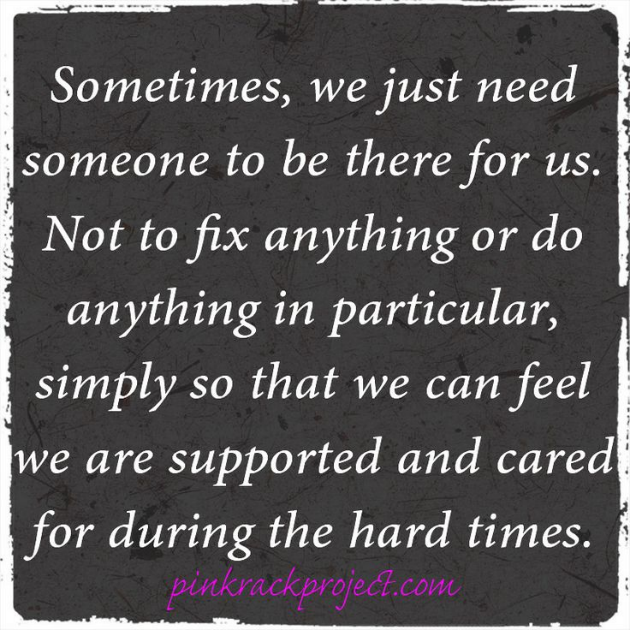 Sometimes, we just need
someone to be there for us.
Not to fix anything or do
anything in particular,
simply so that we can feel
we are supported and cared
for during the hard times.
pinkrackproject.com